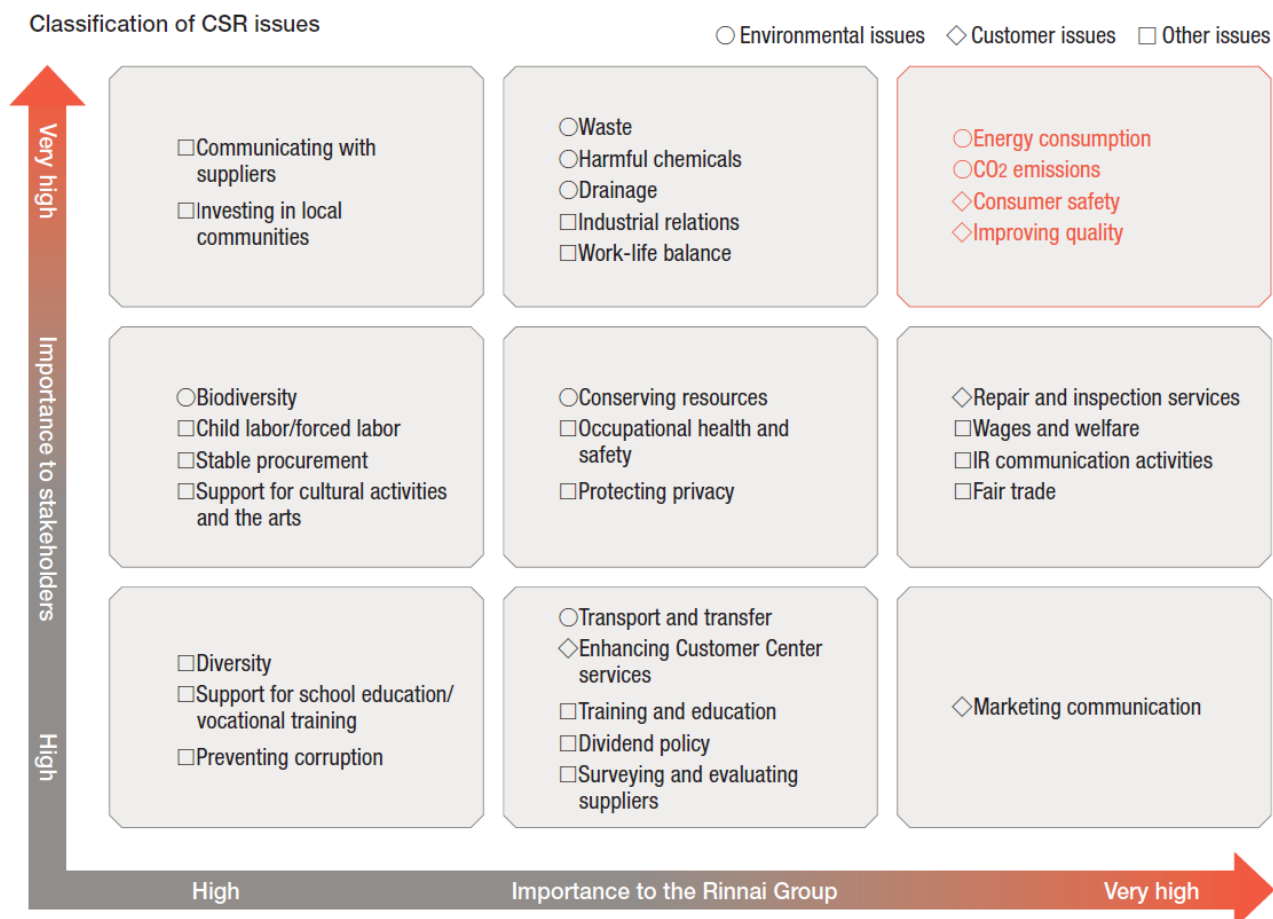 Classification of CSR issues
○ Environmental issues ◇ Customer issues □ Other issues
Very high
Importance to stakeholders
High
□Communicating with
suppliers
□Investing in local
communities
○Waste
○Harmful chemicals
○Drainage
□Industrial relations
□Work-life balance
○Energy consumption
○CO2 emissions
◇Consumer safety
◇Improving quality
○Biodiversity
□Child labor/forced labor
□Stable procurement
□Support for cultural activities
and the arts
○Conserving resources
□Occupational health and
safety
□Protecting privacy
◇Repair and inspection services
□Wages and welfare
□IR communication activities
□Fair trade
□Diversity
□Support for school education/
vocational training
□Preventing corruption
○Transport and transfer
◇Enhancing Customer Center
services
□Training and education
□Dividend policy
□Surveying and evaluating
suppliers
◇Marketing communication
High
Importance to the Rinnai Group
Very high